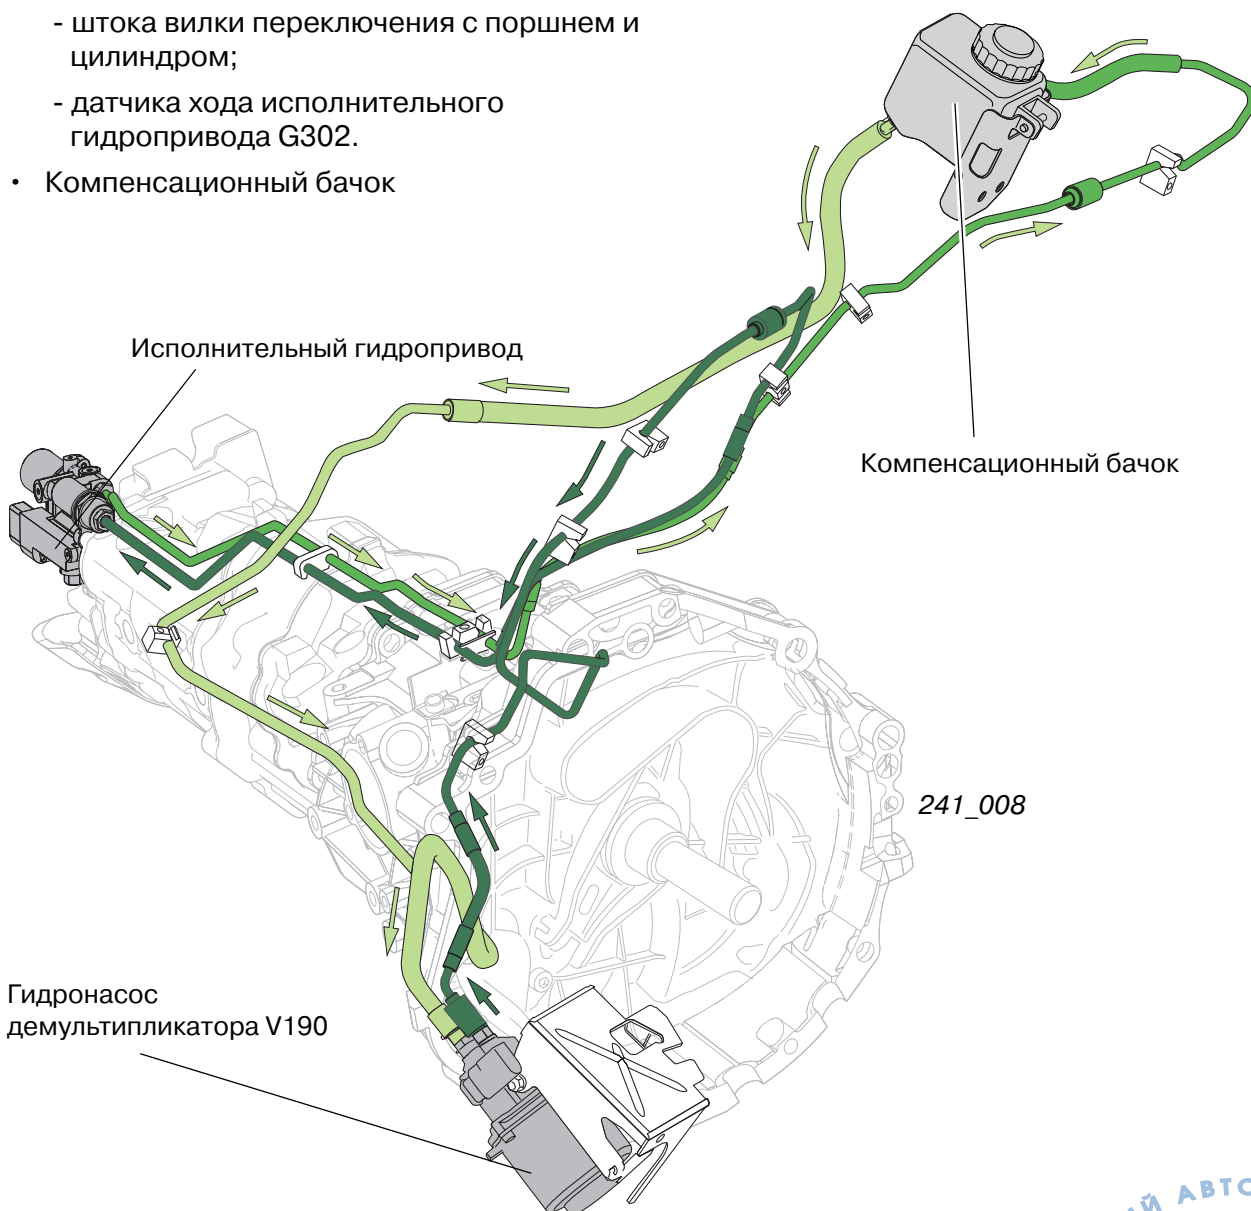 - штока вилки переключения с поршнем и
цилиндром;
- датчика хода исполнительного
гидропривода G302.
• Компенсационный бачок
Исполнительный гидропривод
Компенсационный бачок
241_008
Гидронасос
демультипликатора V190